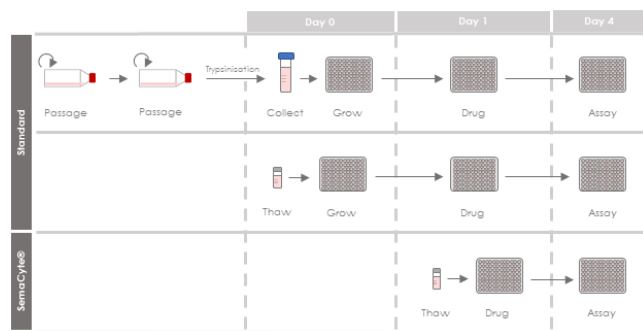 Day 0 Day 1 Day 4
Standard
Trypsinisation
Passage Passage Collect Grow Drug Assay
Thaw Grow Drug Assay
SemaCyte®
Thaw Drug Assay